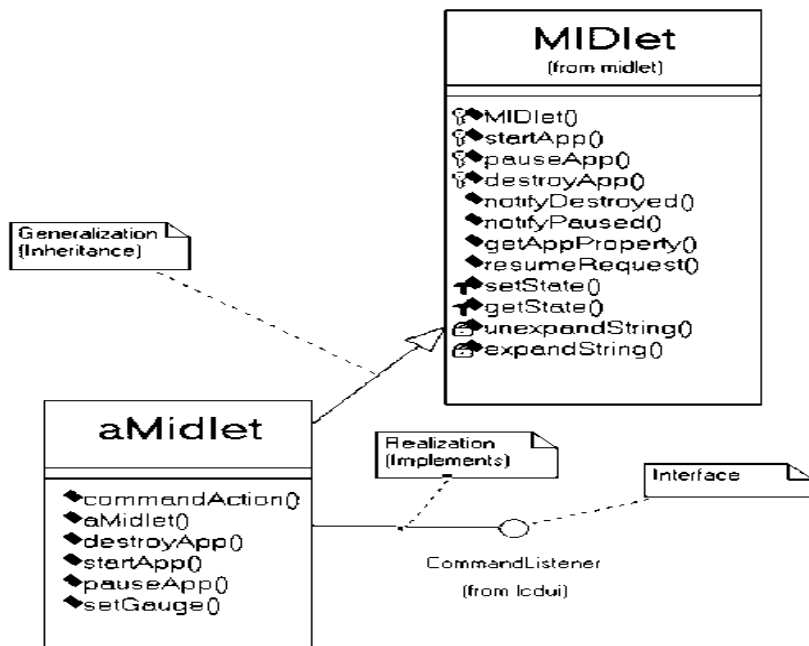 MIDlet
(from midlet)
MIDlet()
startApp()
pauseApp()
destroyApp()
notifyDestroyed()
notifyPaused()
getAppProperty()
resumeRequest()
setState()
getState()
unexpandString()
expandString()
Generalization
(Inheritance)
aMidlet
commandAction()
aMidlet()
destroyApp()
startApp()
pauseApp()
setGauge()
Realization
(Implements)
Interface
CommandListener
(from lcdui)